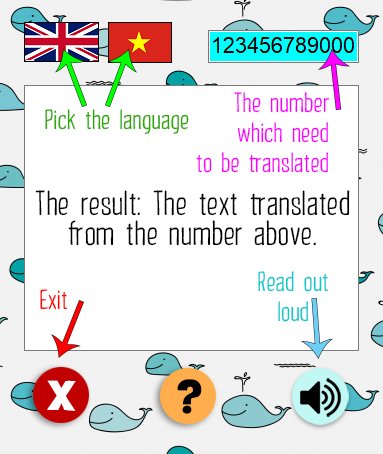 123456789000
Pick the language
The number
which need
to be translated
The result: The text translated
from the number above.
Exit
Read out
loud
X
?